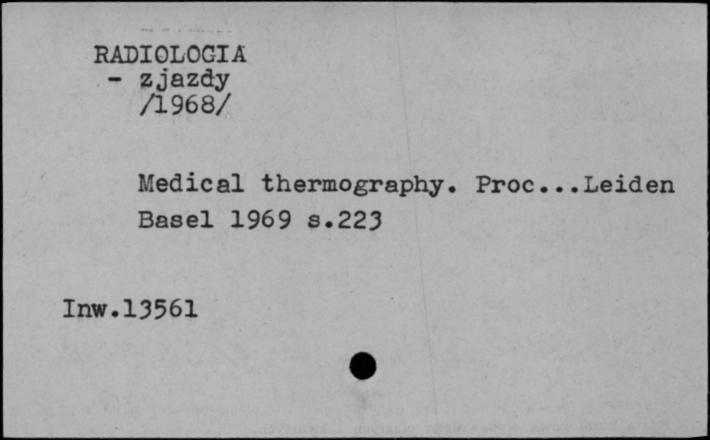 RADIOLOGIA
- zjazdy
/1968/
Medical thermography. Proc...Leiden
Basel 1969 s.223
Inw.13561